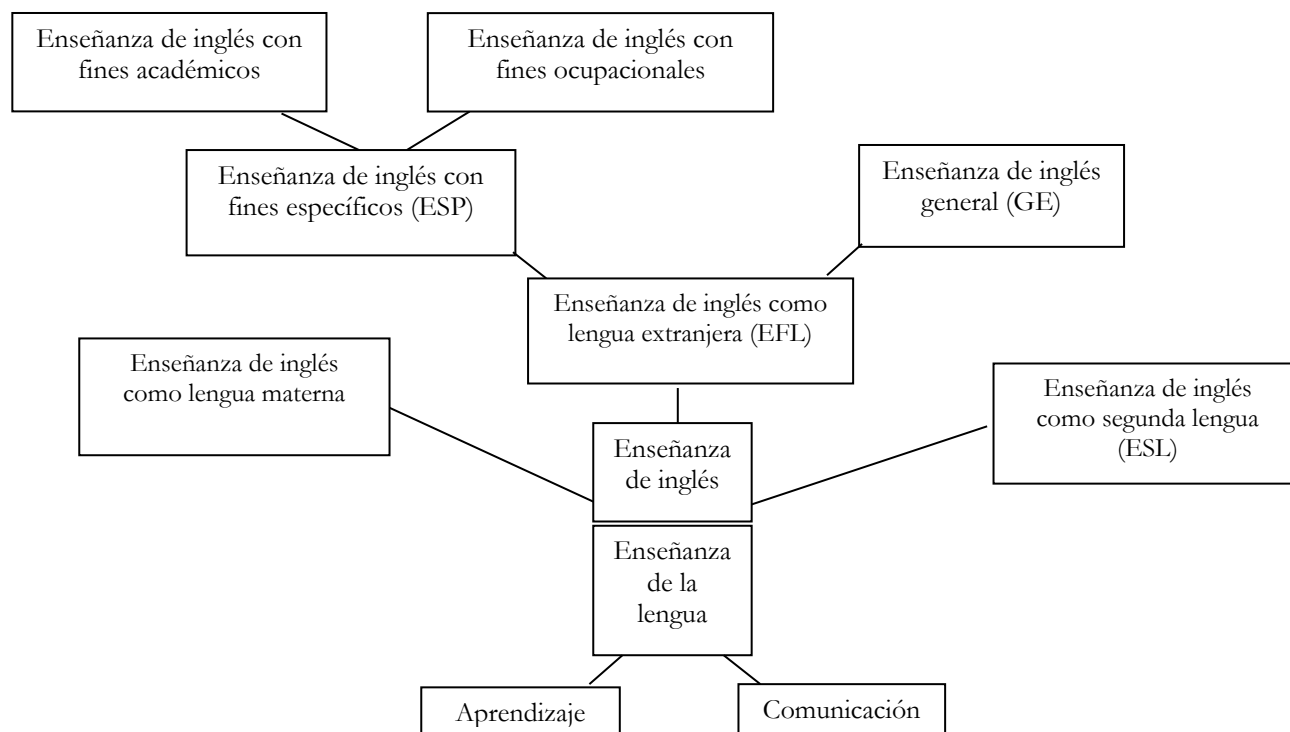 Enseñanza de inglés con
fines académicos
Enseñanza de inglés con
fines ocupacionales
Enseñanza de inglés con
fines específicos (ESP)
Enseñanza de inglés
general (GE)
Enseñanza de inglés como
lengua extranjera (EFL)
Enseñanza de inglés
como lengua materna
Enseñanza de inglés
como segunda lengua
(ESL)
Enseñanza
de inglés
Enseñanza
de la
lengua
Aprendizaje
Comunicación